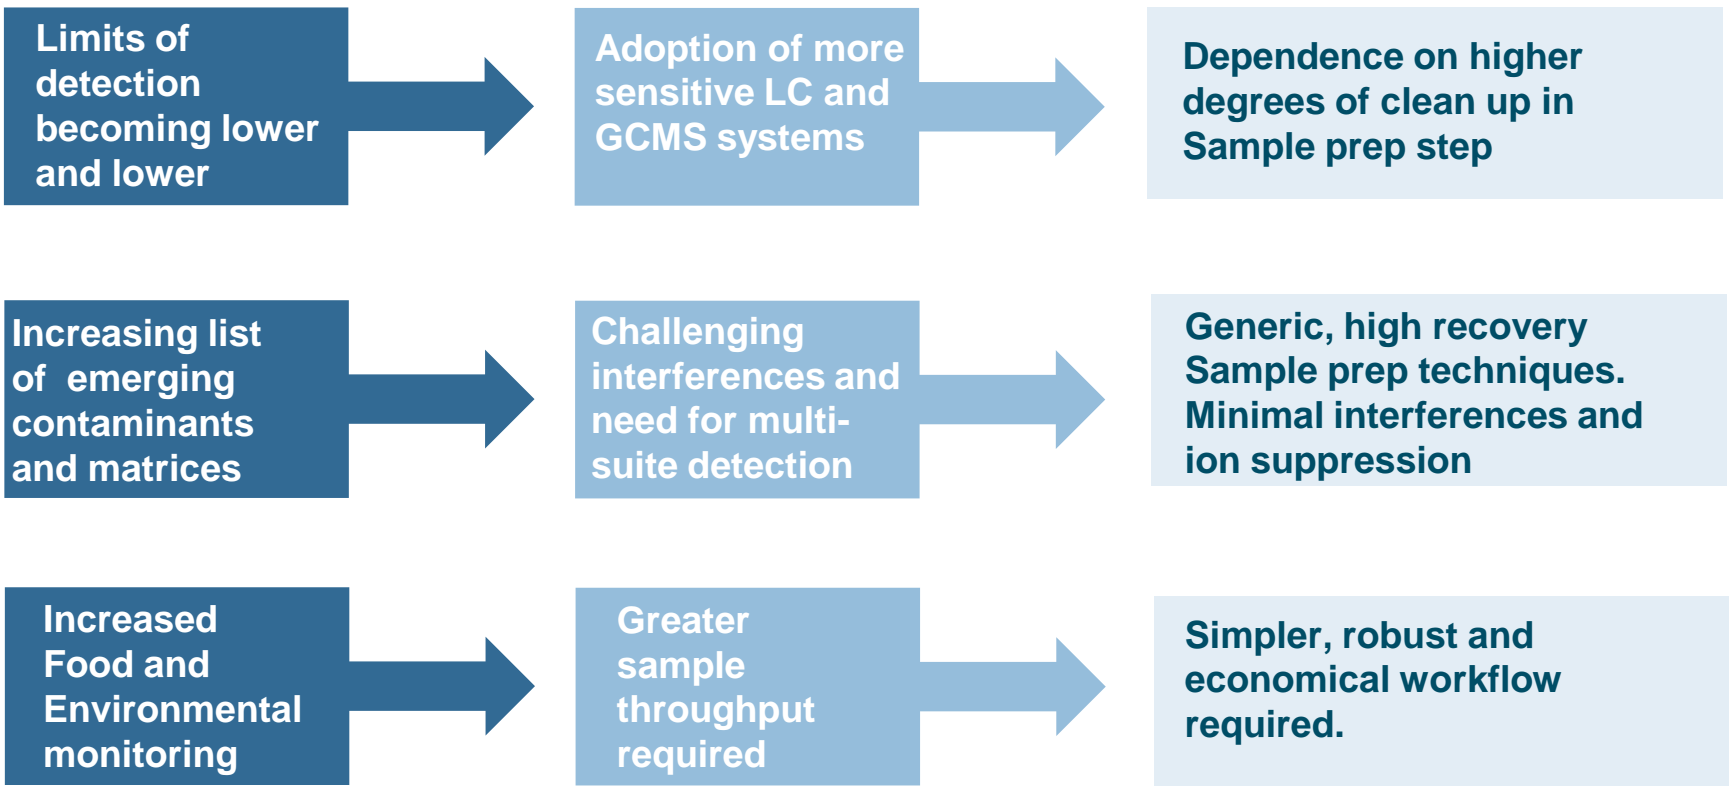 Limits of
detection
becoming lower
and lower
Adoption of more
sensitive LC and
GCMS systems
Dependence on higher
degrees of clean up in
Sample prep step
Increasing list
of emerging
contaminants
and matrices
Challenging
interferences and
need for multi-
suite detection
Generic, high recovery
Sample prep techniques.
Minimal interferences and
ion suppression
Increased
Food and
Environmental
monitoring
Greater
sample
throughput
required
Simpler, robust and
economical workflow
required.